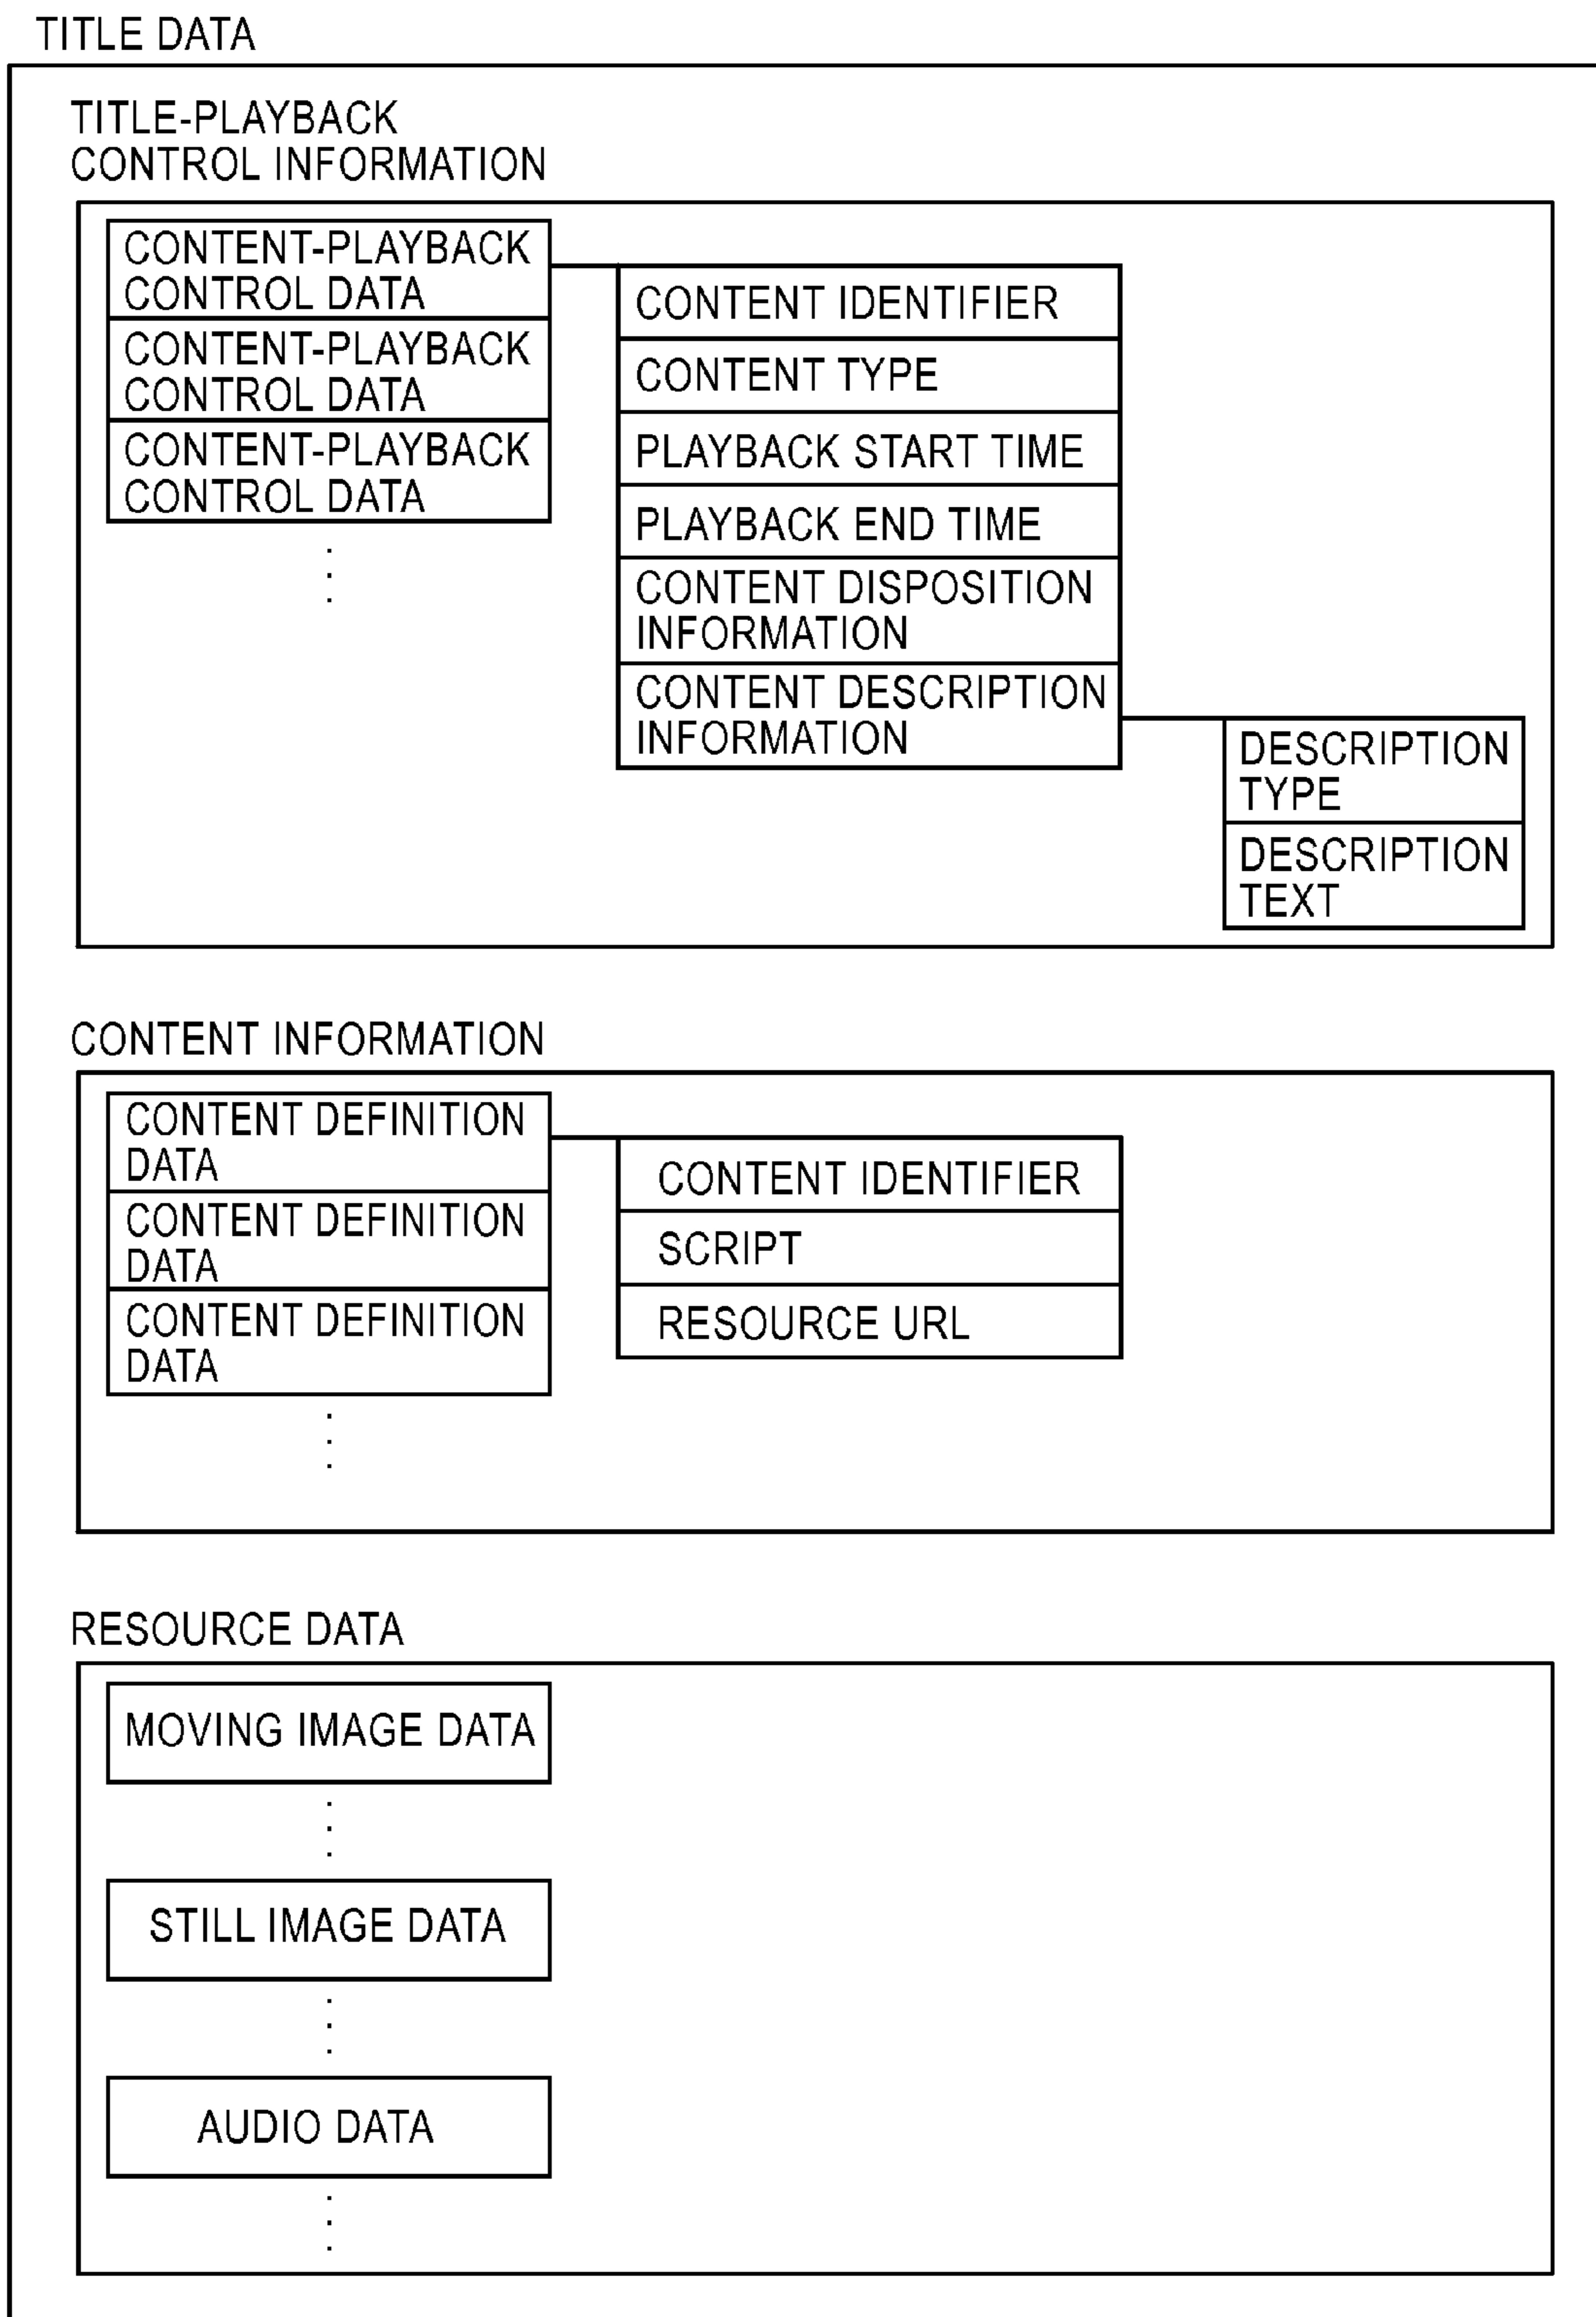 TITLE DATA
TITLE-PLAYBACK
CONTROL INFORMATION
CONTENT-PLAYBACK
CONTROL DATA
CONTENT-PLAYBACK
CONTROL DATA
CONTENT-PLAYBACK
CONTROL DATA
CONTENT IDENTIFIER
CONTENT TYPE
PLAYBACK START TIME
PLAYBACK END TIME
CONTENT DISPOSITION
INFORMATION
CONTENT DESCRIPTION
INFORMATION
DESCRIPTION
TYPE
DESCRIPTION
TEXT
CONTENT INFORMATION
CONTENT DEFINITION
DATA
CONTENT DEFINITION
DATA
CONTENT DEFINITION
DATA
CONTENT IDENTIFIER
SCRIPT
RESOURCE URL
RESOURCE DATA
MOVING IMAGE DATA
STILL IMAGE DATA
AUDIO DATA